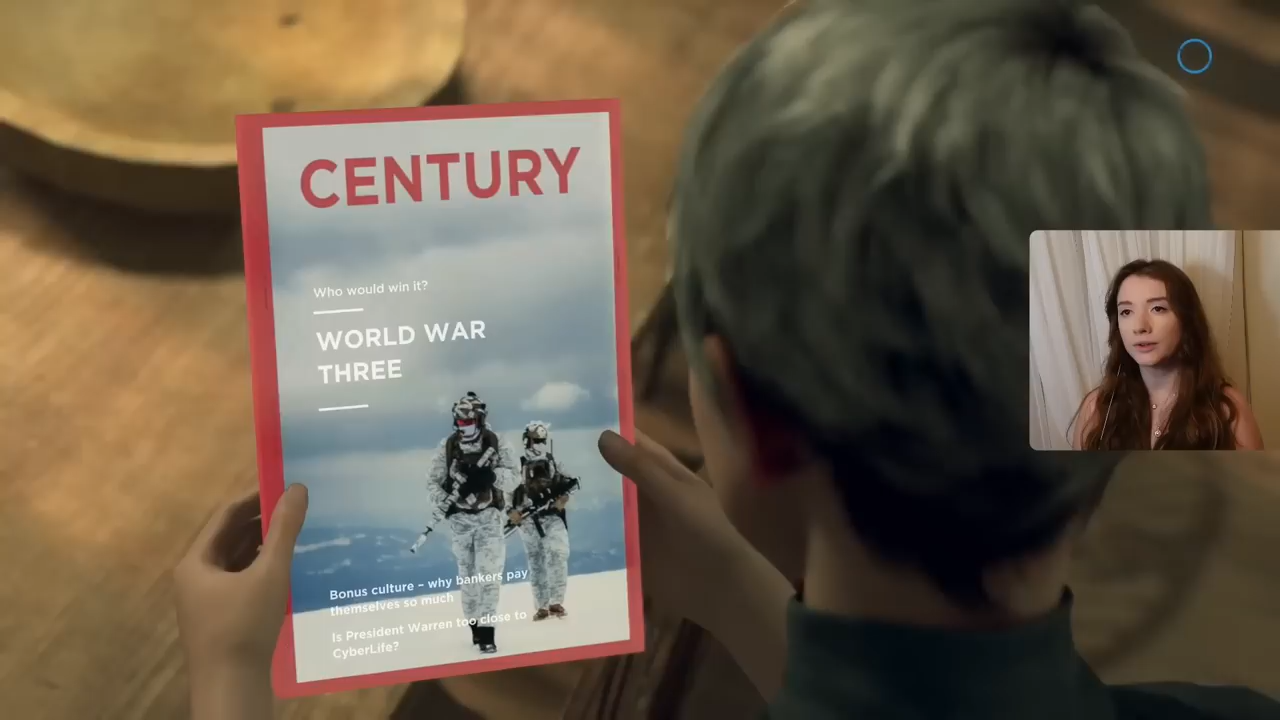 CENTURY
Who would win it?
WORLD WAR
THREE
Bonus culture – why bankers pay
themselves so much
Is President Warren too close to
CyberLife?